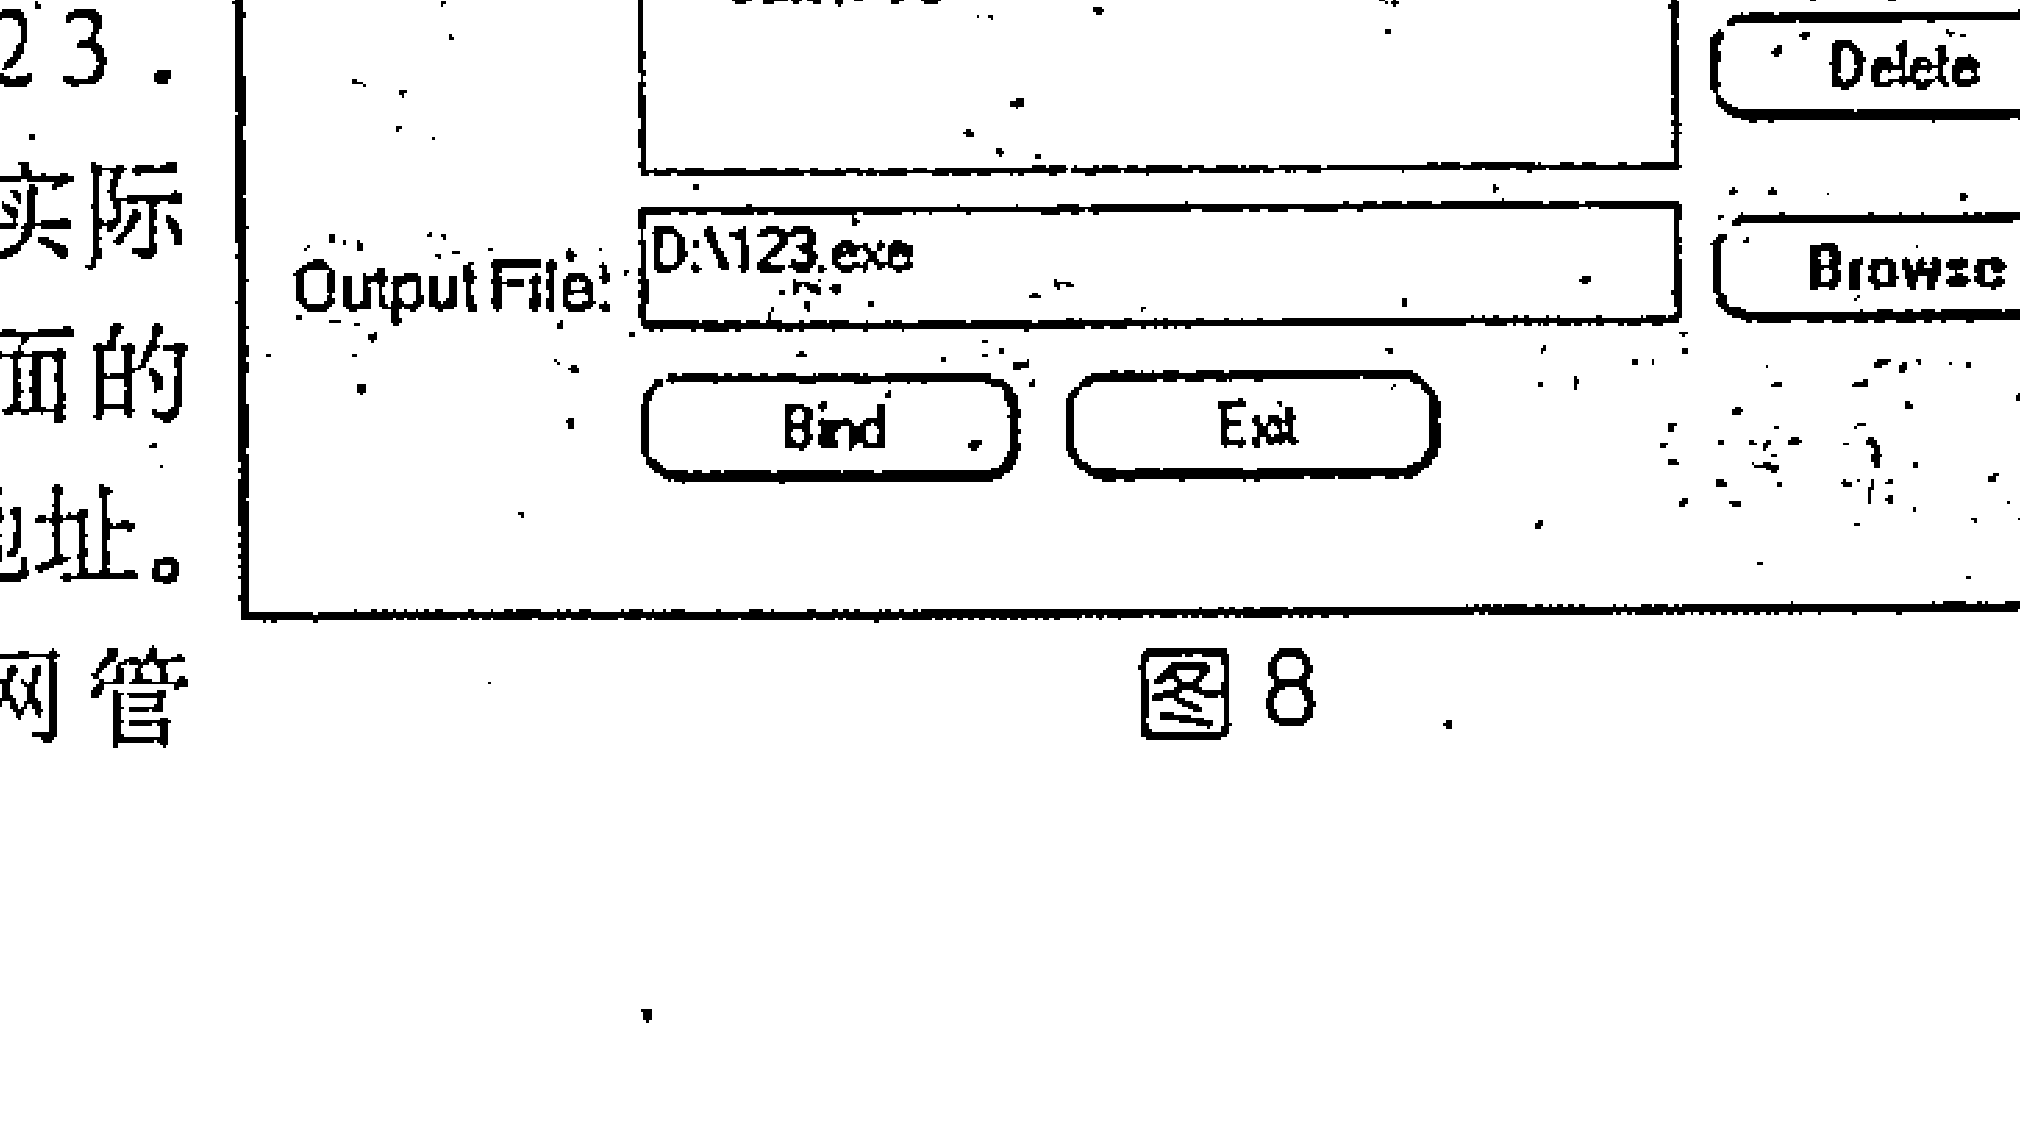 23.
实际
面的
地址。
网管
Delete
Output File:
D:\123.exe
Browse
Bind
Exit
图 8